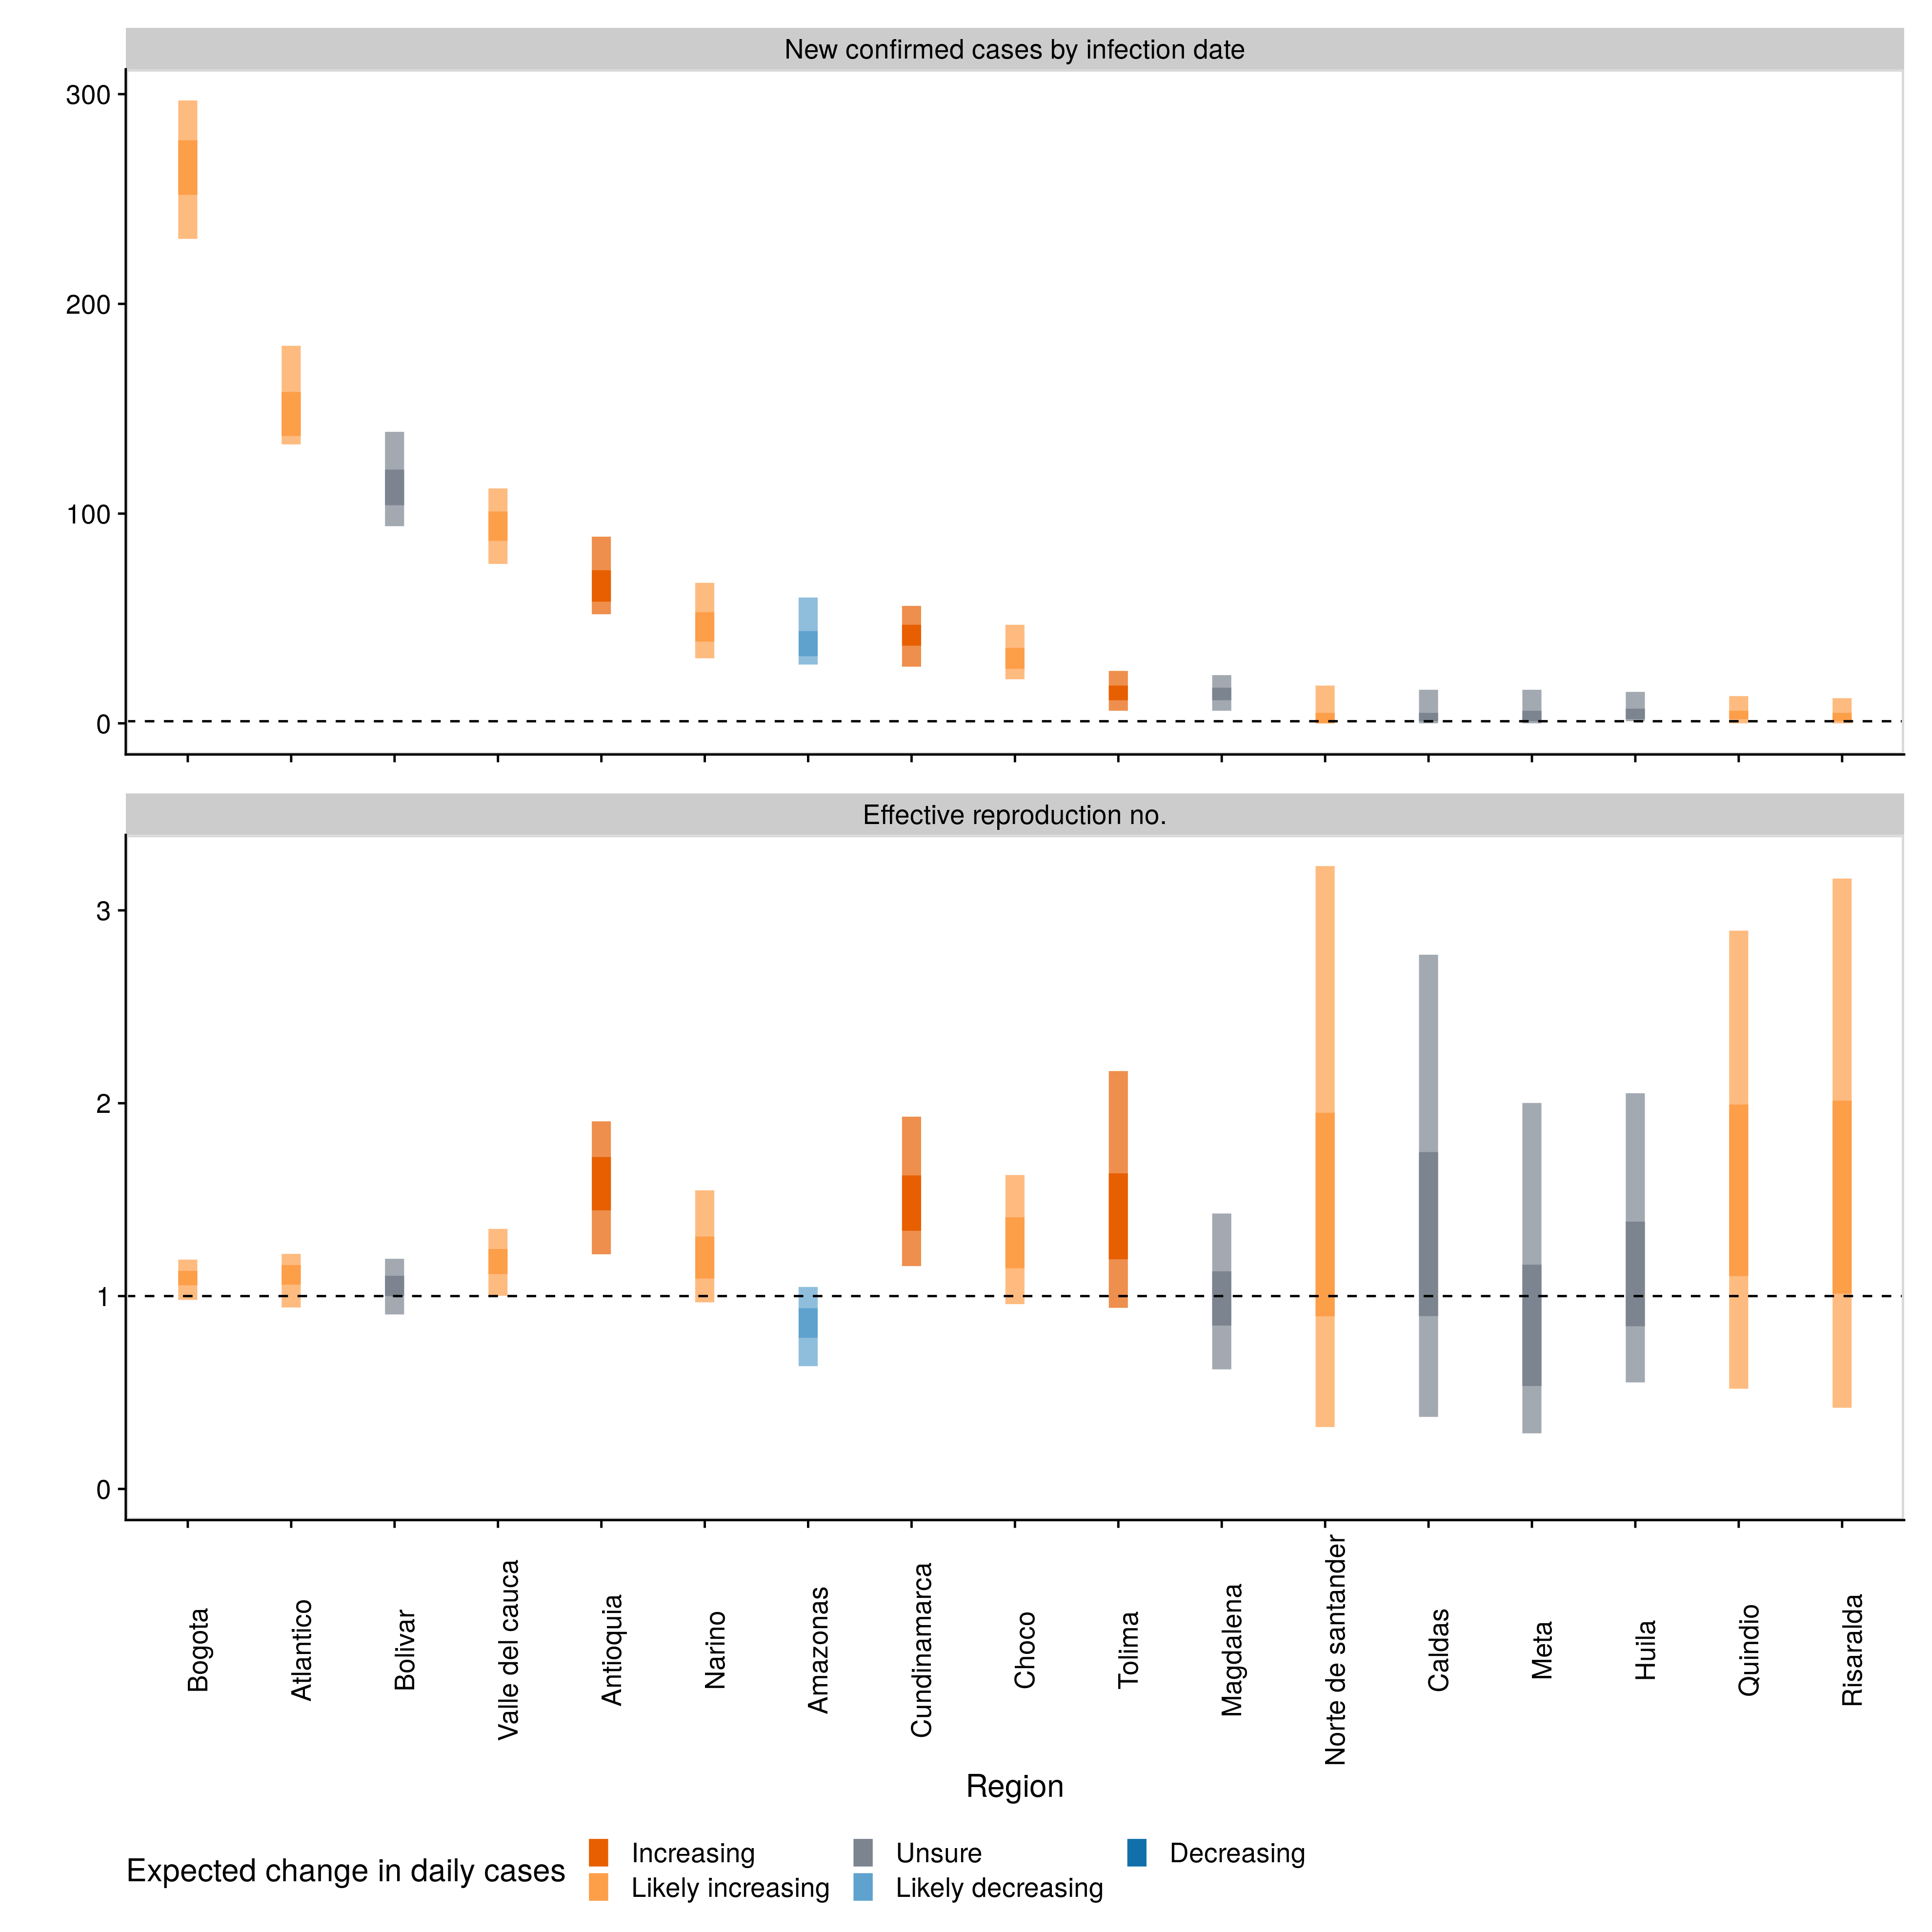 New confirmed cases by infection date
300
200
100
0
Effective reproduction no.
3
2
1
0
Bogota
Atlantico
Bolivar
Valle del cauca
Antioquia
Narino
Amazonas
Cundinamarca
Choco
Tolima
Magdalena
Norte de santander
Caldas
Meta
Huila
Quindio
Risaralda
Region
Expected change in daily cases
Increasing
Unsure
Decreasing
Likely increasing
Likely decreasing